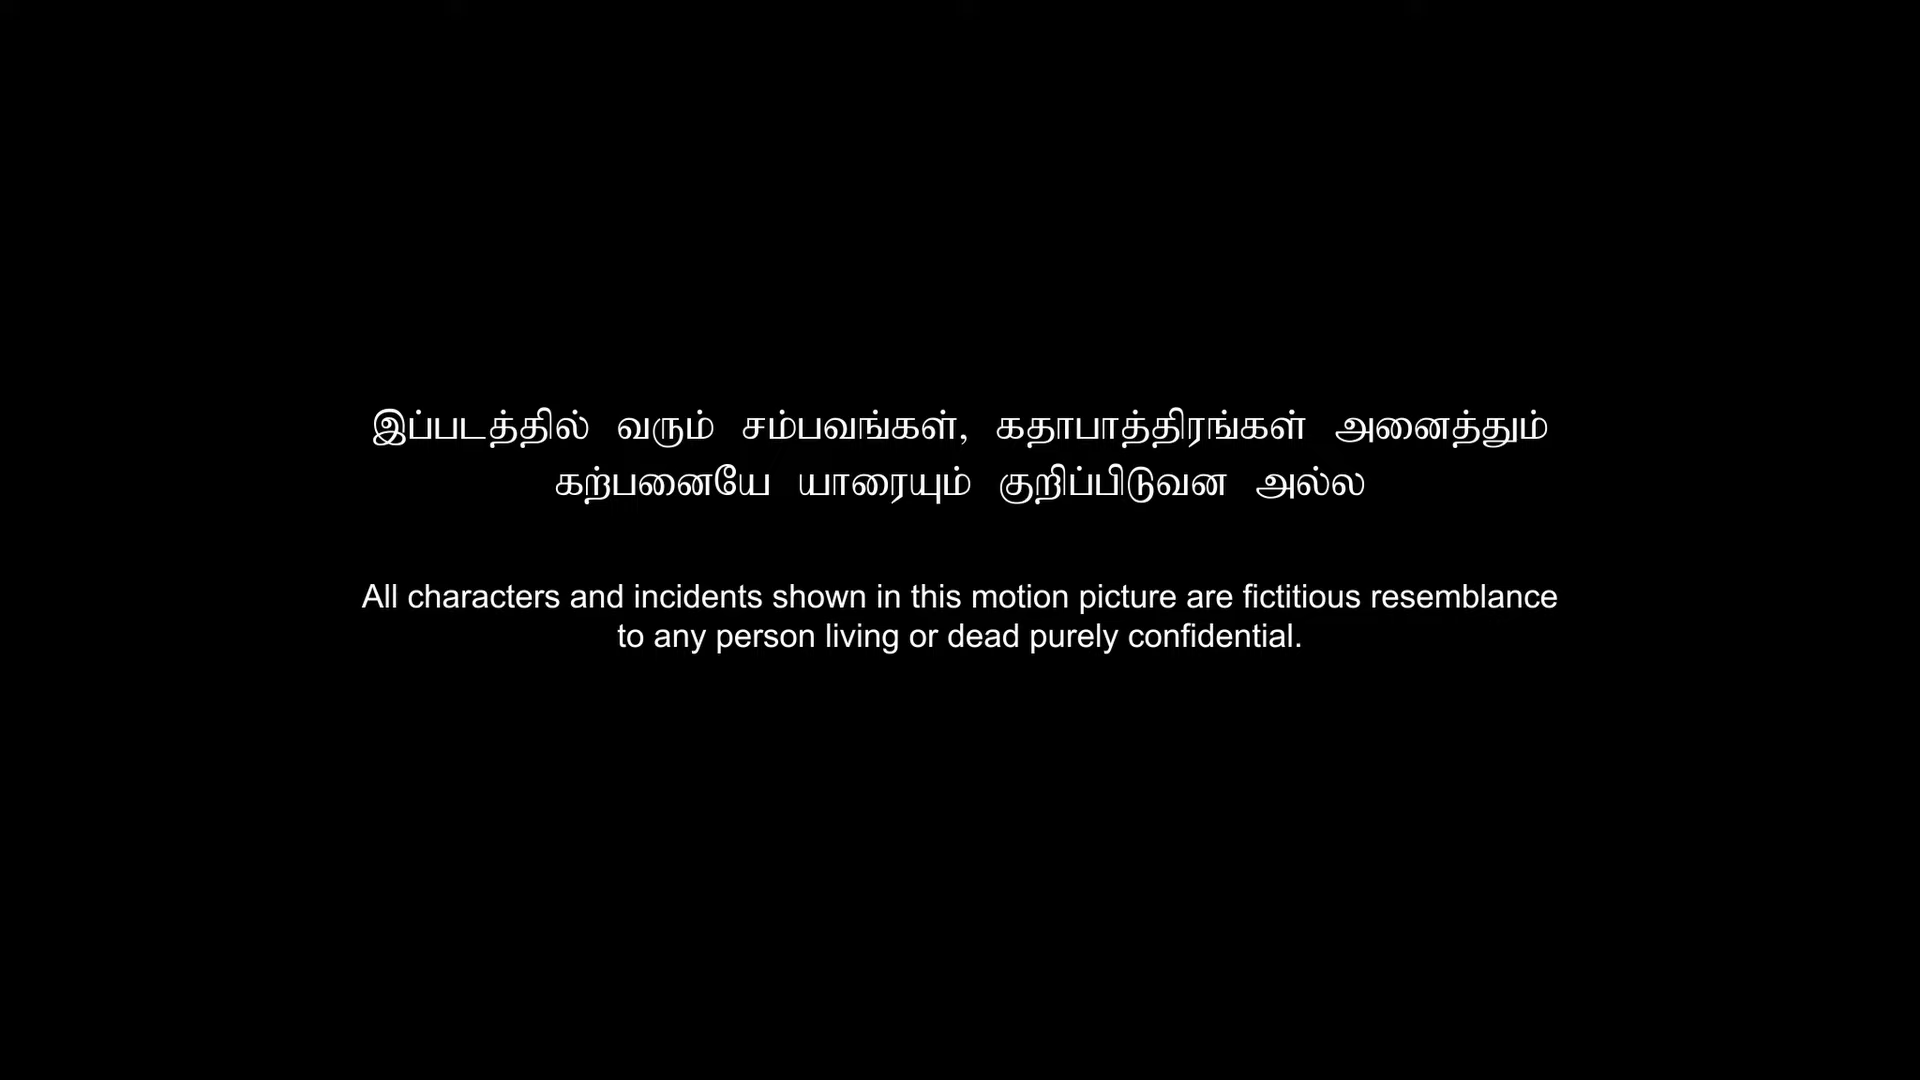 இப்படத்தில் வரும் சம்பவங்கள், கதாபாத்திரங்கள் அனைத்தும்
கற்பனையே யாரையும் குறிப்பிடுவன அல்ல
All characters and incidents shown in this motion picture are fictitious resemblance
to any person living or dead purely confidential.